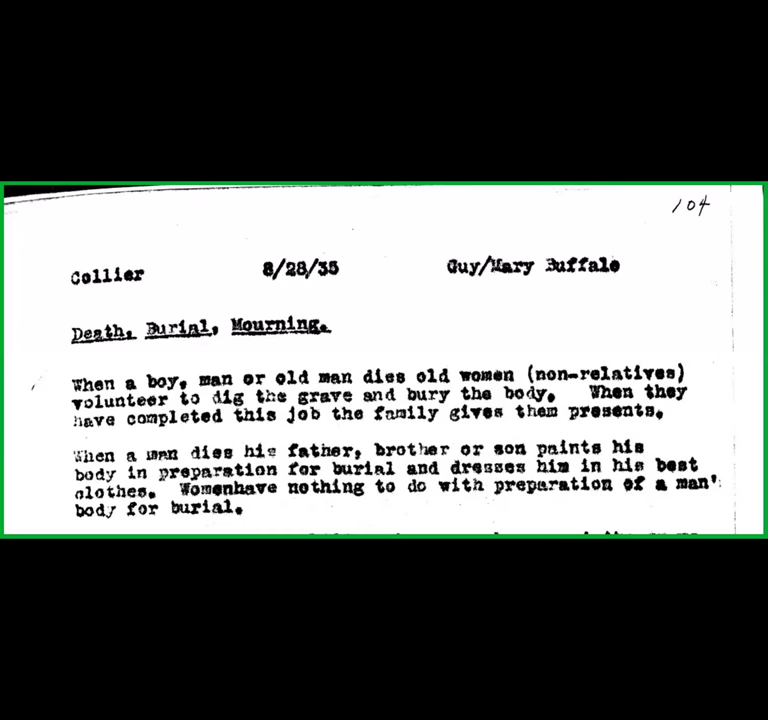 104
Collier 8/28/35 Guy/Mary Buffalo
Death, Burial, Mourning.
When a boy, man or old man dies old women (non-relatives)
volunteer to dig the grave and bury the body. When they
have completed this job the family gives them presents.
When a man dies his father, brother or son paints his
body in preparation for burial and dresses him in his best
clothes. Womenhave nothing to do with preparation of a man'
body for burial.